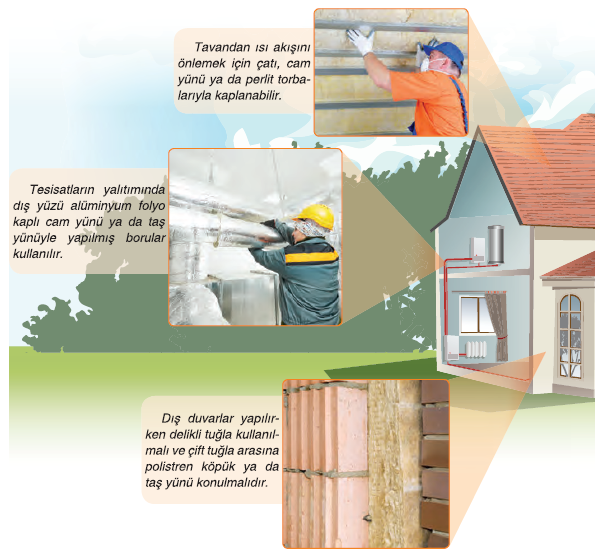 Tavandan ısı akışını
önlemek için çatı, cam
yünü ya da perlit torba-
larıyla kaplanabilir.
Tesisatların yalıtımında
dış yüzü alüminyum folyo
kaplı cam yünü ya da taş
yünüyle yapılmış borular
kullanılır.
Dış duvarlar yapılır-
ken delikli tuğla kullanıl-
malı ve çift tuğla arasına
polistren köpük ya da
taş yünü konulmalıdır.